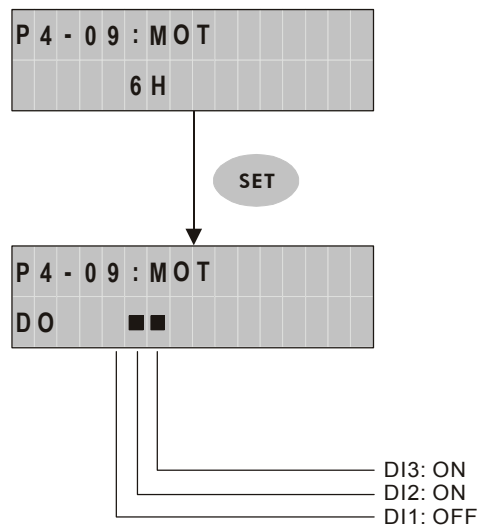 P4-09:MOT
6H
SET
P4-09:MOT
DO ■■
DI3: ON
DI2: ON
DI1: OFF